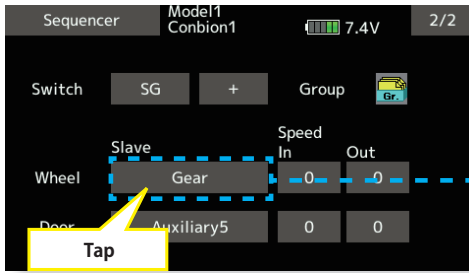 Sequencer
Model1
Conbion1
7.4V
2/2
Switch SG + Group Gr.
Speed
Slave In Out
Wheel Gear 0 0
Door Auxiliary5 0 0
Tap